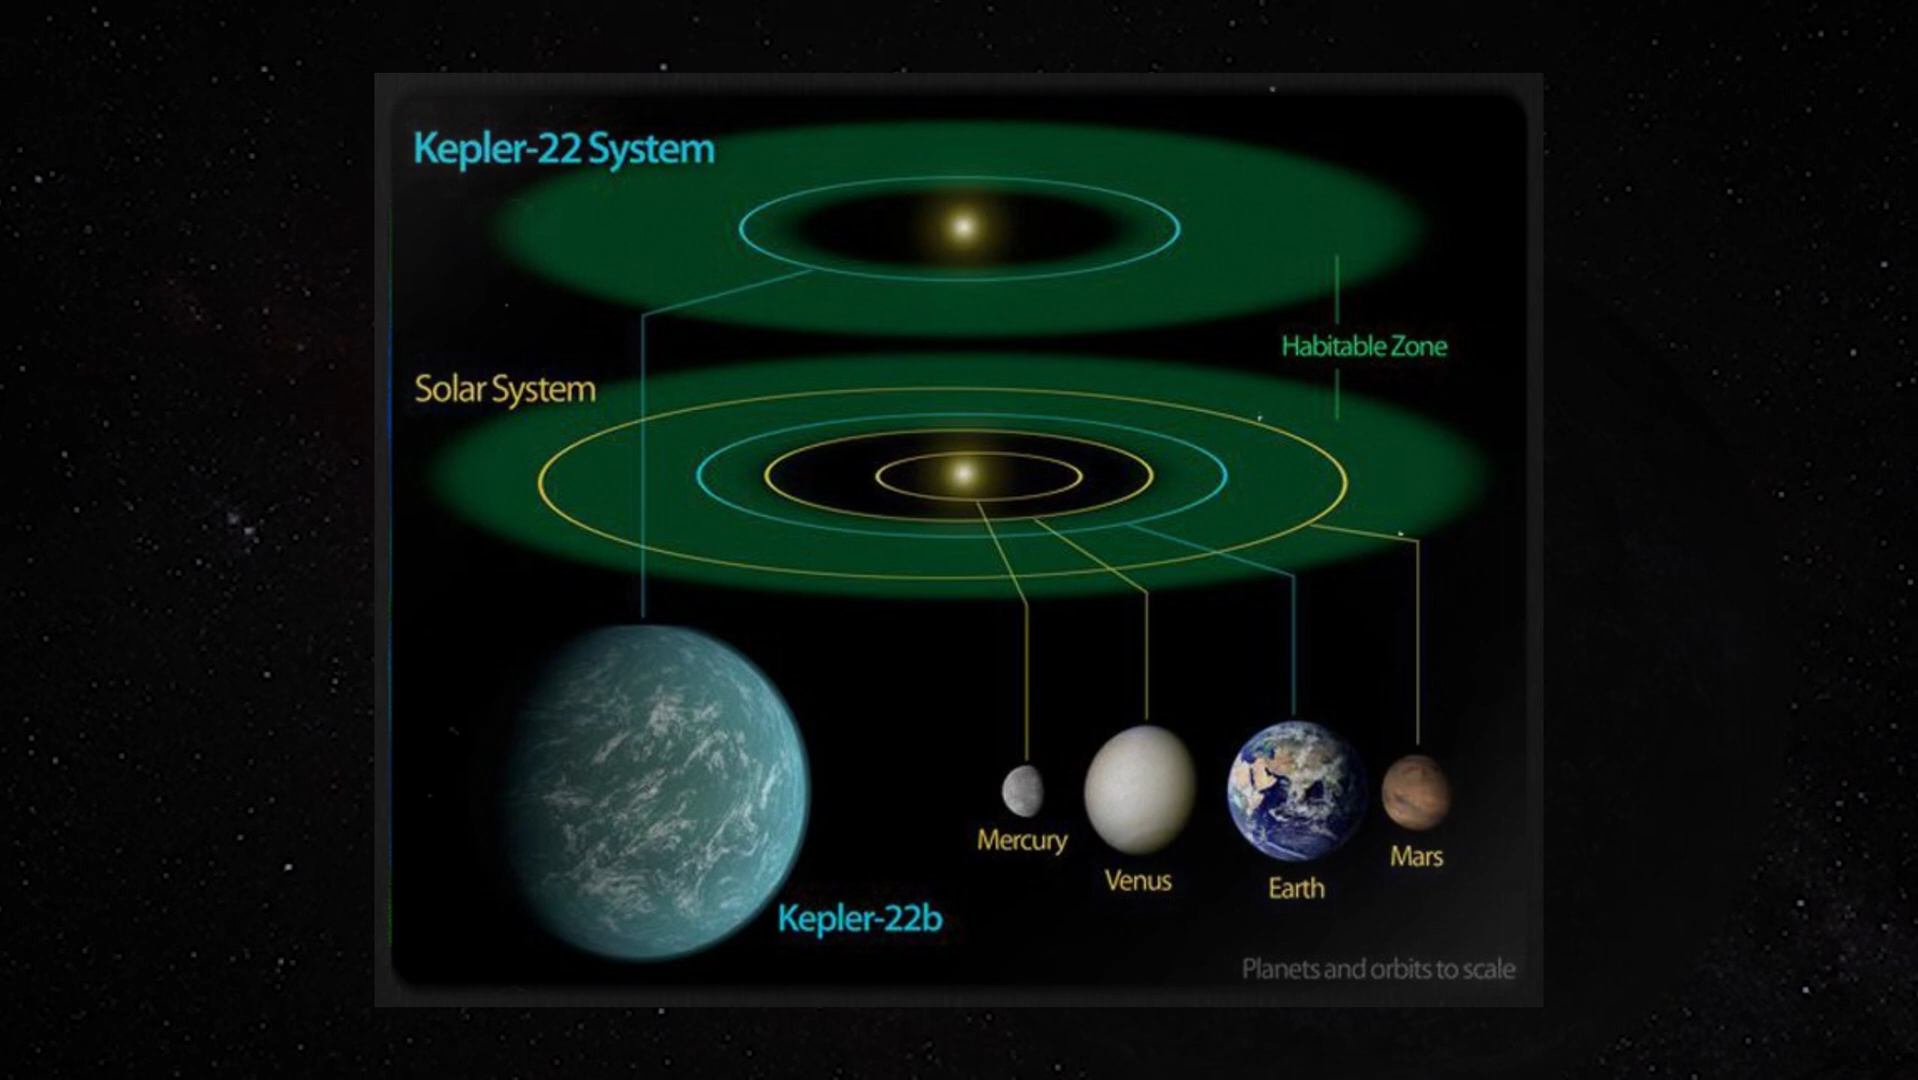 Kepler-22 System
Habitable Zone
Solar System
Mercury
Venus
Earth
Mars
Kepler-22b
Planets and orbits to scale